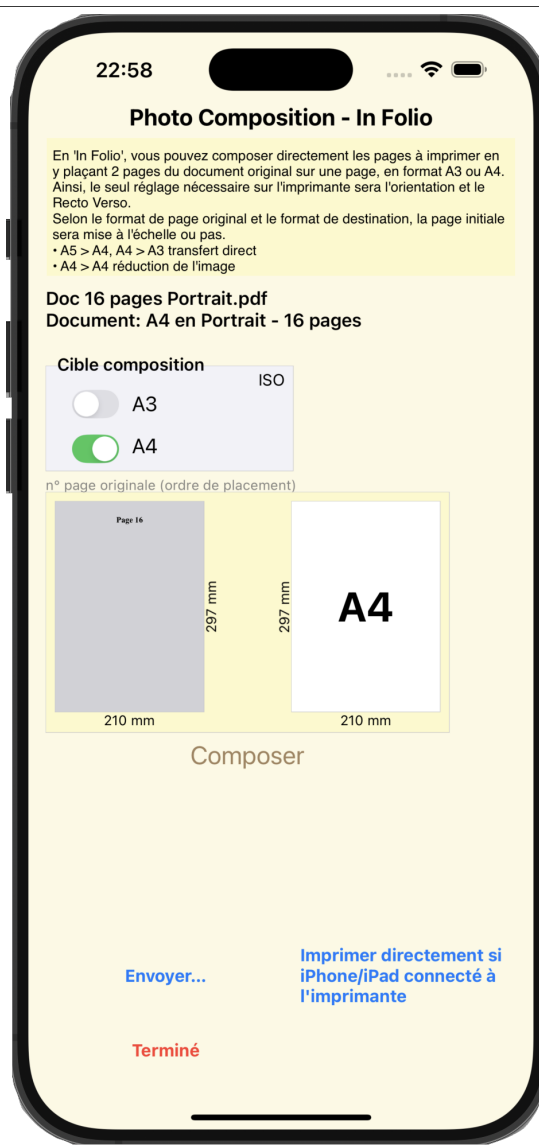 22:58
Photo Composition - In Folio
En 'In Folio', vous pouvez composer directement les pages à imprimer en
y plaçant 2 pages du document original sur une page, en format A3 ou A4.
Ainsi, le seul réglage nécessaire sur l'imprimante sera l'orientation et le
Recto Verso.
Selon le format de page original et le format de destination, la page initiale
sera mise à l'échelle ou pas.
• A5 > A4, A4 > A3 transfert direct
• A4 > A4 réduction de l'image
Doc 16 pages Portrait.pdf
Document: A4 en Portrait - 16 pages
Cible composition
ISO
A3
A4
n° page originale (ordre de placement)
Page 16
297 mm
297 mm
A4
210 mm
210 mm
Composer
Envoyer...
Imprimer directement si
iPhone/iPad connecté à
l'imprimante
Terminé